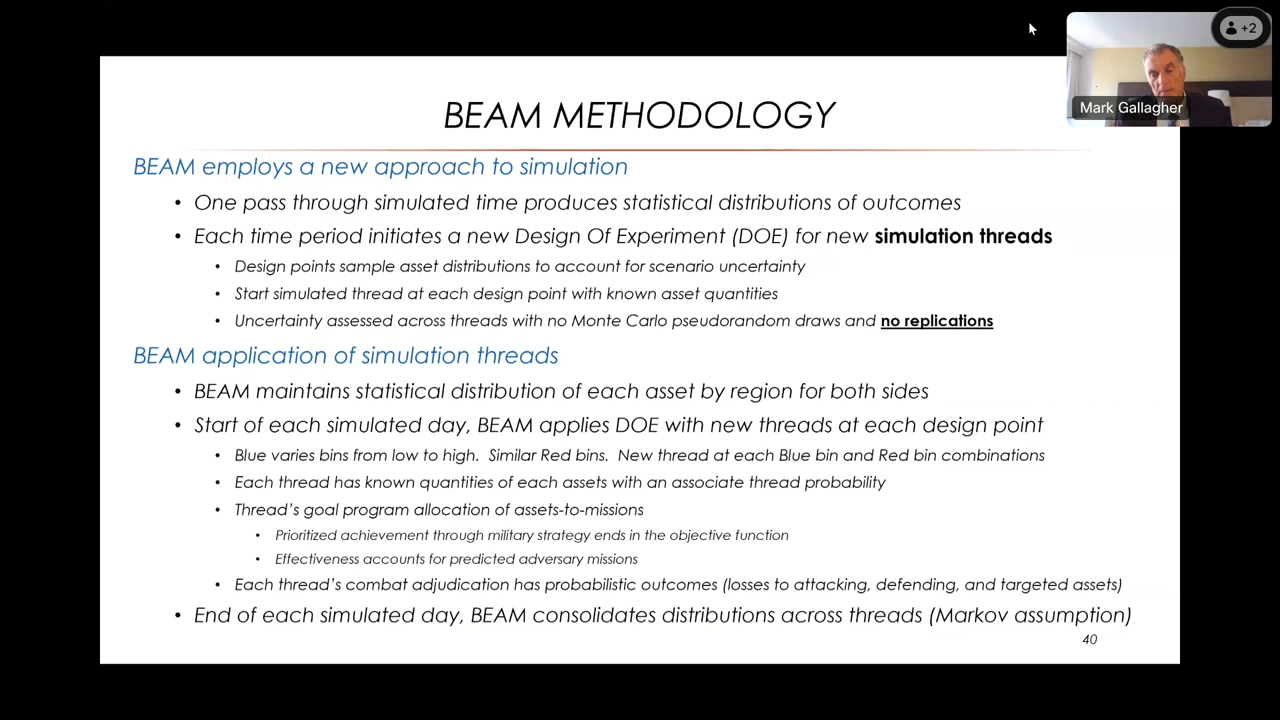 +2
Mark Gallagher
BEAM METHODOLOGY
BEAM employs a new approach to simulation
• One pass through simulated time produces statistical distributions of outcomes
• Each time period initiates a new Design Of Experiment (DOE) for new simulation threads
• Design points sample asset distributions to account for scenario uncertainty
• Start simulated thread at each design point with known asset quantities
• Uncertainty assessed across threads with no Monte Carlo pseudorandom draws and no replications
BEAM application of simulation threads
• BEAM maintains statistical distribution of each asset by region for both sides
• Start of each simulated day, BEAM applies DOE with new threads at each design point
• Blue varies bins from low to high. Similar Red bins. New thread at each Blue bin and Red bin combinations
• Each thread has known quantities of each assets with an associate thread probability
• Thread's goal program allocation of assets-to-missions
• Prioritized achievement through military strategy ends in the objective function
• Effectiveness accounts for predicted adversary missions
• Each thread's combat adjudication has probabilistic outcomes (losses to attacking, defending, and targeted assets)
• End of each simulated day, BEAM consolidates distributions across threads (Markov assumption)
40